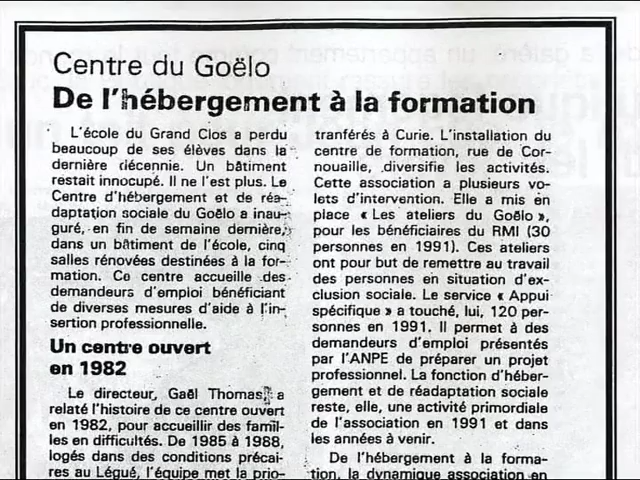 Centre du Goëlo
De l'hébergement à la formation
L'école du Grand Clos a perdu
beaucoup de ses élèves dans la
dernière décennie. Un bâtiment
restait innocupé. Il ne l'est plus. Le
Centre d'hébergement et de réa-
daptation sociale du Goëlo a inau-
guré, en fin de semaine dernière,
dans un bâtiment de l'école, cinq
salles rénovées destinées à la for-
mation. Ce centre accueille des
demandeurs d'emploi bénéficiant
de diverses mesures d'aide à l'in-
sertion professionnelle.
Un centre ouvert
en 1982
Le directeur, Gaël Thomas, a
relaté l'histoire de ce centre ouvert
en 1982, pour accueillir des famil-
les en difficultés. De 1985 à 1988,
logés dans des conditions précai-
res au Légué, l'équipe met la prio-
tranférés à Curie. L'installation du
centre de formation, rue de Cor-
nouaille, diversifie les activités.
Cette association a plusieurs vo-
lets d'intervention. Elle a mis en
place « Les ateliers du Goëlo »,
pour les bénéficiaires du RMI (30
personnes en 1991). Ces ateliers
ont pour but de remettre au travail
des personnes en situation d'ex-
clusion sociale. Le service « Appui
spécifique » a touché, lui, 120 per-
sonnes en 1991. Il permet à des
demandeurs d'emploi présentés
par l'ANPE de préparer un projet
professionnel. La fonction d'héber-
gement et de réadaptation sociale
reste, elle, une activité primordiale
de l'association en 1991 et dans
les années à venir.
De l'hébergement à la forma-
tion, la dynamique association en